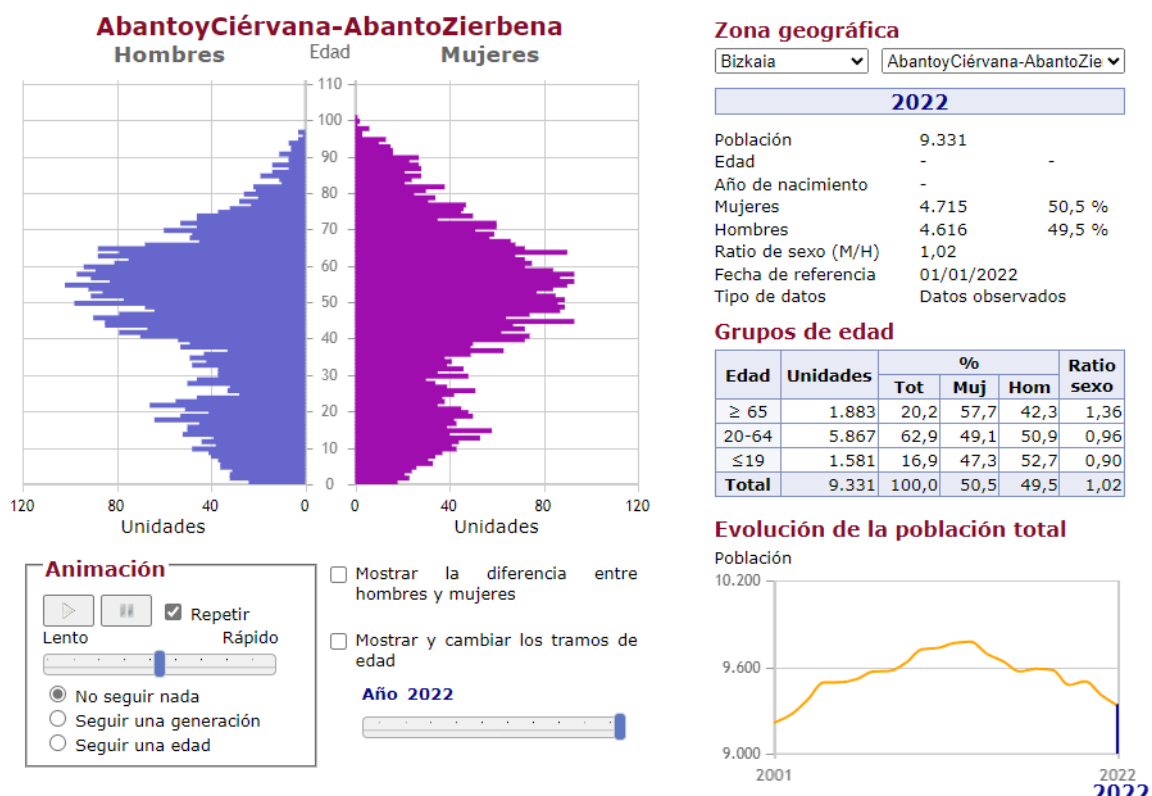 AbantoyCiérvana-AbantoZierbena
Hombres Edad Mujeres
110
100
90
80
70
60
50
40
30
20
10
0
120 80 40 0 0 40 80 120
Unidades Unidades
Animación
Repetir
Lento Rápido
No seguir nada
Seguir una generación
Seguir una edad
Mostrar la diferencia entre
hombres y mujeres
Mostrar y cambiar los tramos de
edad
Año 2022
Zona geográfica
Bizkaia AbantoyCiérvana-AbantoZie
2022
Población 9.331
Edad - -
Año de nacimiento -
Mujeres 4.715 50,5 %
Hombres 4.616 49,5 %
Ratio de sexo (M/H) 1,02
Fecha de referencia 01/01/2022
Tipo de datos Datos observados
Grupos de edad
Edad Unidades % Ratio
Tot Muj Hom sexo
≥ 65 1.883 20,2 57,7 42,3 1,36
20-64 5.867 62,9 49,1 50,9 0,96
≤19 1.581 16,9 47,3 52,7 0,90
Total 9.331 100,0 50,5 49,5 1,02
Evolución de la población total
Población
10.200
9.600
9.000
2001 2022
2022